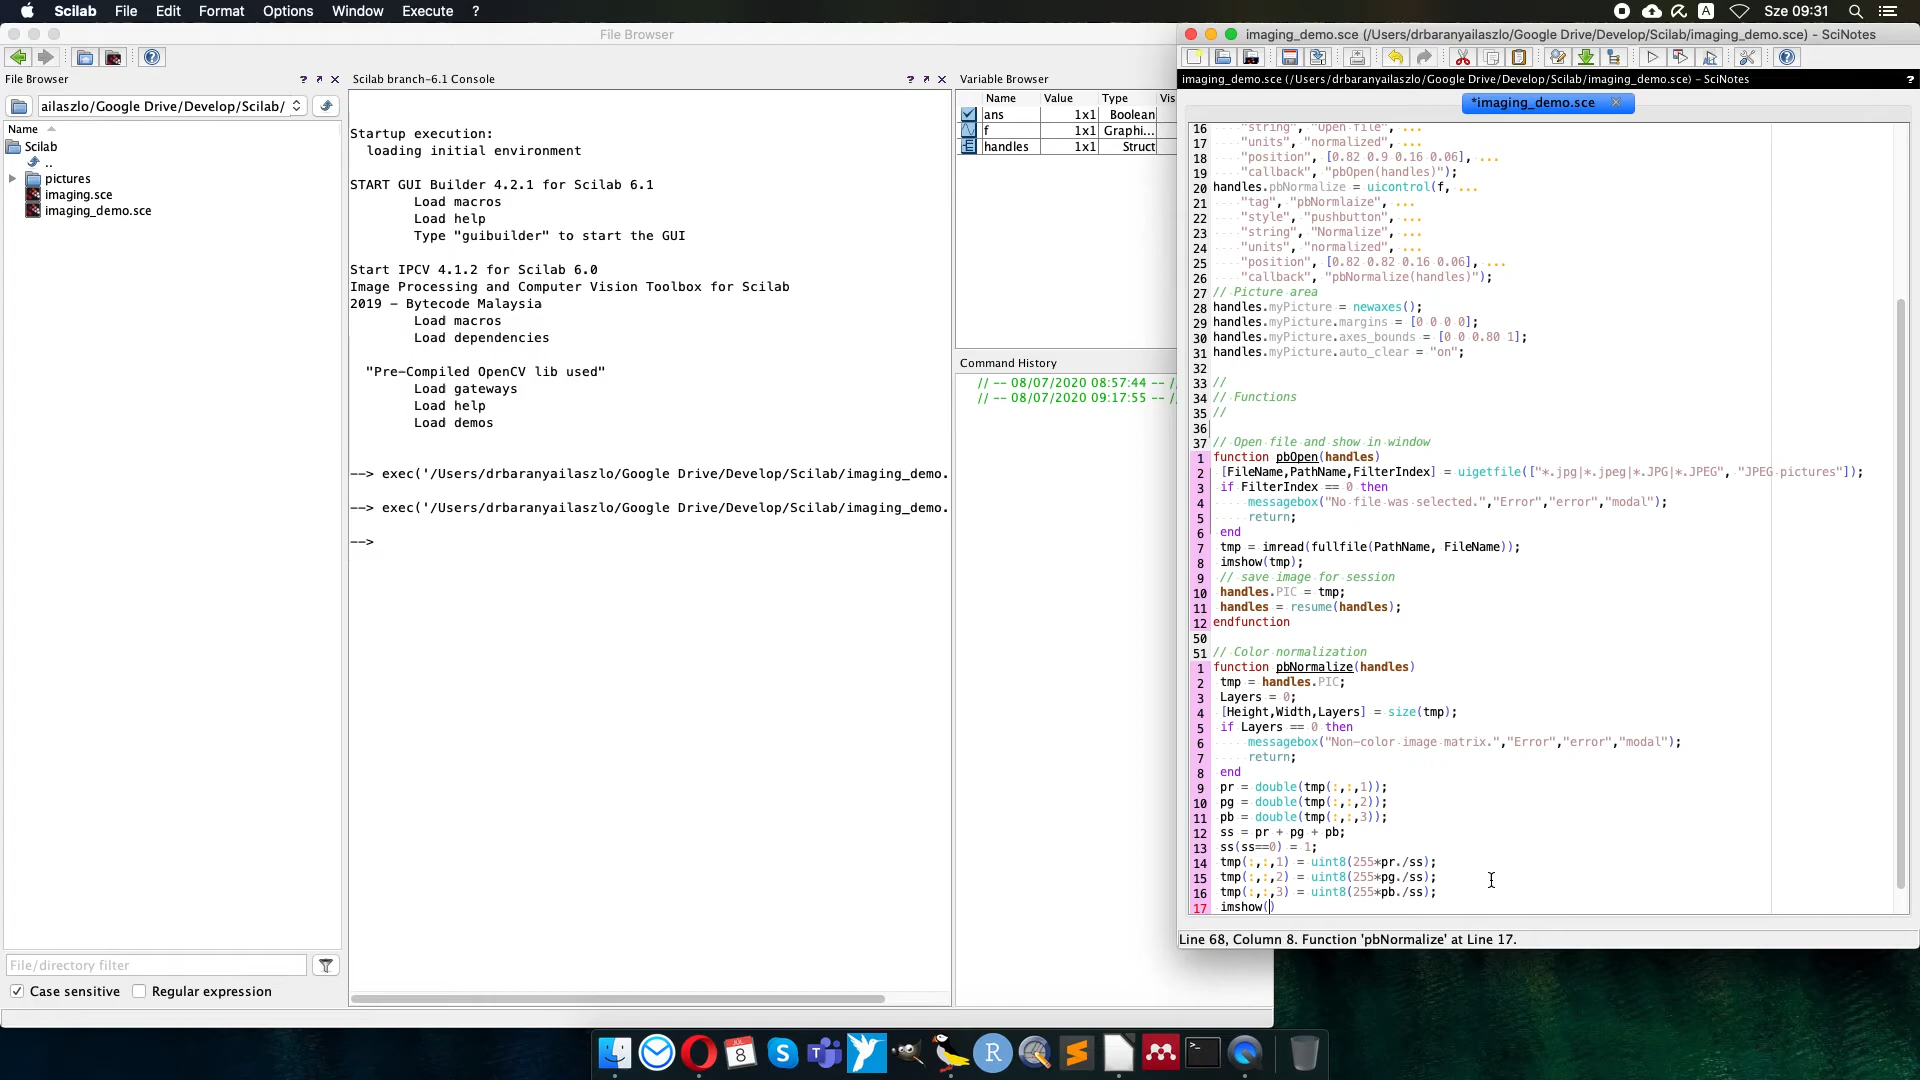 Scilab File Edit Format Options Window Execute ? A Sze 09:31
File Browser
File Browser ? ↗ ×
ailaszlo/Google Drive/Develop/Scilab/
Name
Scilab
..
pictures
imaging.sce
imaging_demo.sce
File/directory filter
Case sensitive Regular expression
Scilab branch-6.1 Console ? ↗ ×
Startup execution:
loading initial environment
START GUI Builder 4.2.1 for Scilab 6.1
Load macros
Load help
Type "guibuilder" to start the GUI
Start IPCV 4.1.2 for Scilab 6.0
Image Processing and Computer Vision Toolbox for Scilab
2019 - Bytecode Malaysia
Load macros
Load dependencies
"Pre-Compiled OpenCV lib used"
Load gateways
Load help
Load demos
--> exec('/Users/drbaranyailaszlo/Google Drive/Develop/Scilab/imaging_demo.
--> exec('/Users/drbaranyailaszlo/Google Drive/Develop/Scilab/imaging_demo.
-->
Variable Browser
Name Value Type Vis
ans 1x1 Boolean
f 1x1 Graphi...
handles 1x1 Struct
Command History
// -- 08/07/2020 08:57:44 -- /
// -- 08/07/2020 09:17:55 -- /
imaging_demo.sce (/Users/drbaranyailaszlo/Google Drive/Develop/Scilab/imaging_demo.sce) - SciNotes
imaging_demo.sce (/Users/drbaranyailaszlo/Google Drive/Develop/Scilab/imaging_demo.sce) - SciNotes ?
*imaging_demo.sce
16 "string", "Open file", ...
17 "units", "normalized", ...
18 "position", [0.82 0.9 0.16 0.06], ...
19 "callback", "pbOpen(handles)");
20 handles.pbNormalize = uicontrol(f, ...
21 "tag", "pbNormlaize", ...
22 "style", "pushbutton", ...
23 "string", "Normalize", ...
24 "units", "normalized", ...
25 "position", [0.82 0.82 0.16 0.06], ...
26 "callback", "pbNormalize(handles)");
27 // Picture area
28 handles.myPicture = newaxes();
29 handles.myPicture.margins = [0 0 0 0];
30 handles.myPicture.axes_bounds = [0 0 0.80 1];
31 handles.myPicture.auto_clear = "on";
32
33 //
34 // Functions
35 //
36
37 // Open file and show in window
1 function pbOpen(handles)
2 [FileName,PathName,FilterIndex] = uigetfile(["*.jpg|*.jpeg|*.JPG|*.JPEG", "JPEG pictures"]);
3 if FilterIndex == 0 then
4 messagebox("No file was selected.","Error","error","modal");
5 return;
6 end
7 tmp = imread(fullfile(PathName, FileName));
8 imshow(tmp);
9 // save image for session
10 handles.PIC = tmp;
11 handles = resume(handles);
12 endfunction
50
51 // Color normalization
1 function pbNormalize(handles)
2 tmp = handles.PIC;
3 Layers = 0;
4 [Height,Width,Layers] = size(tmp);
5 if Layers == 0 then
6 messagebox("Non-color image matrix.","Error","error","modal");
7 return;
8 end
9 pr = double(tmp(:,:,1));
10 pg = double(tmp(:,:,2));
11 pb = double(tmp(:,:,3));
12 ss = pr + pg + pb;
13 ss(ss==0) = 1;
14 tmp(:,:,1) = uint8(255*pr./ss);
15 tmp(:,:,2) = uint8(255*pg./ss);
16 tmp(:,:,3) = uint8(255*pb./ss);
17 imshow()
Line 68, Column 8. Function 'pbNormalize' at Line 17.
JUL
8
R